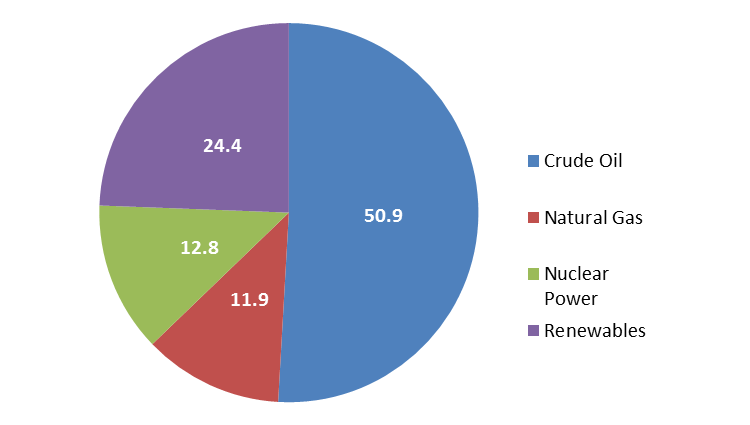 24.4
50.9
12.8
11.9
Crude Oil
Natural Gas
Nuclear
Power
Renewables